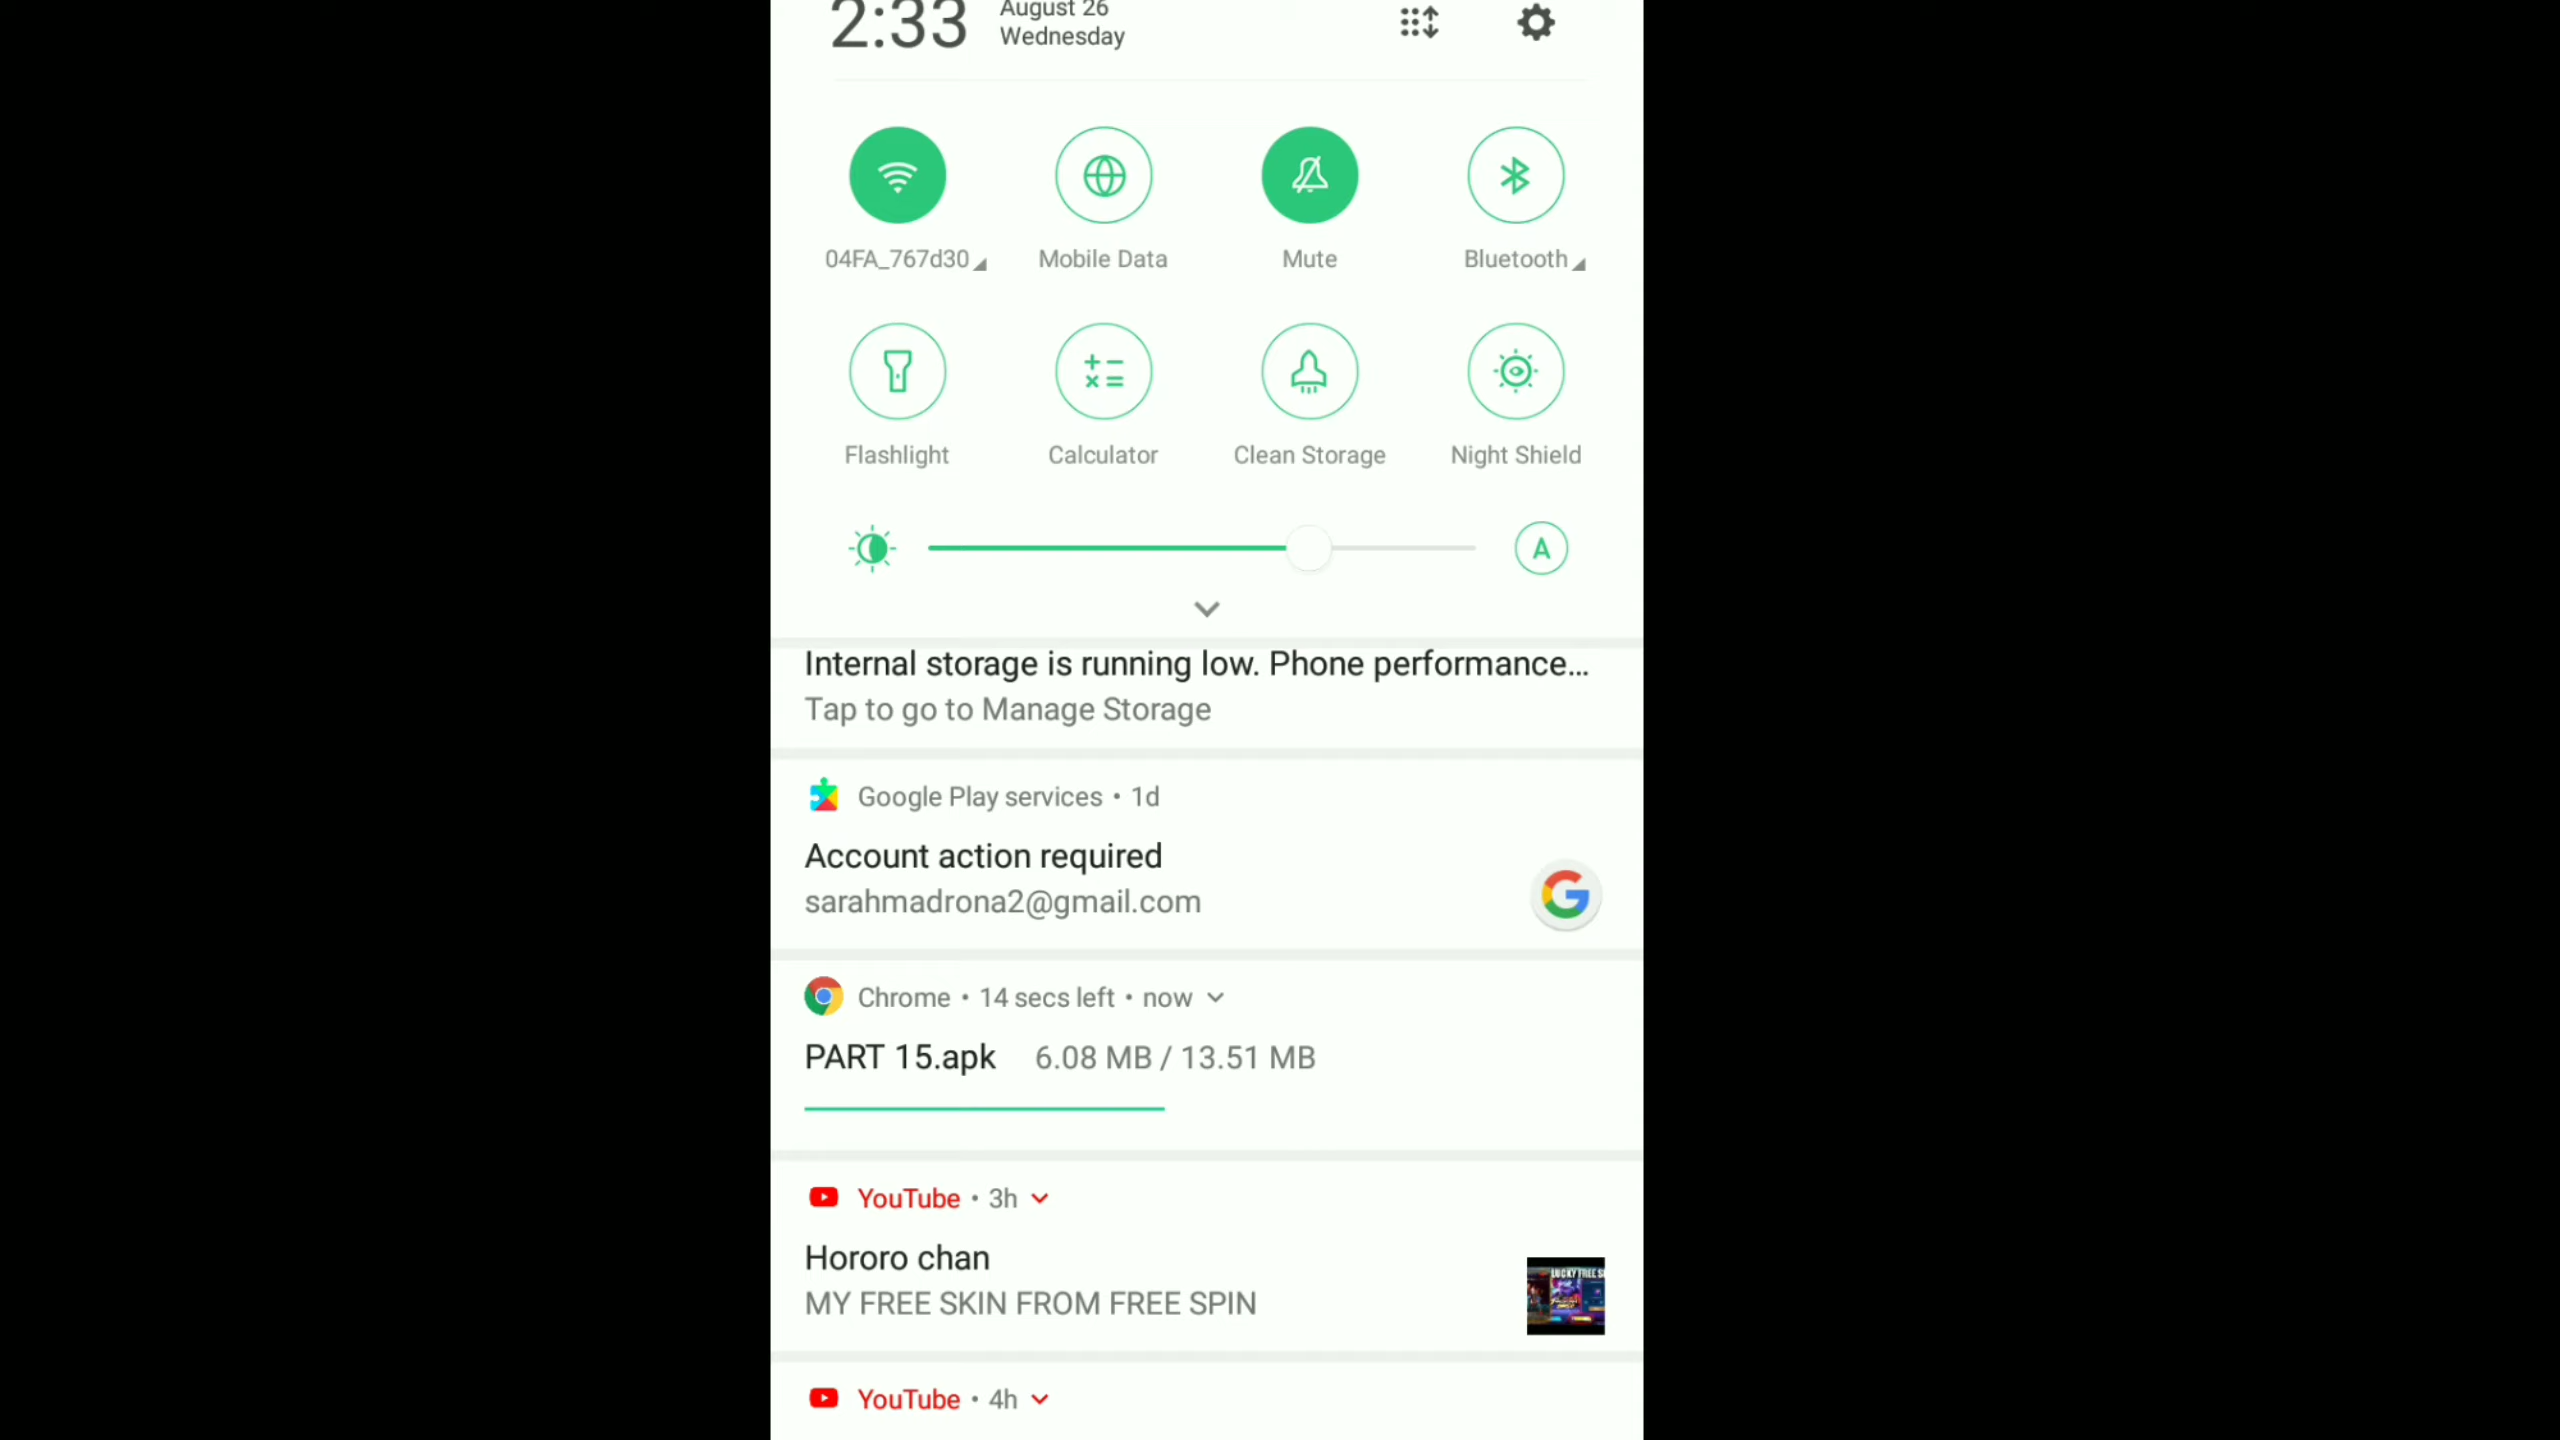 2:33
August 26
Wednesday
04FA_767d30
Mobile Data
Mute
Bluetooth
Flashlight
Calculator
Clean Storage
Night Shield
A
Internal storage is running low. Phone performance...
Tap to go to Manage Storage
Google Play services • 1d
Account action required
sarahmadrona2@gmail.com
Chrome • 14 secs left • now
PART 15.apk 6.08 MB / 13.51 MB
YouTube • 3h
Hororo chan
MY FREE SKIN FROM FREE SPIN
YouTube • 4h